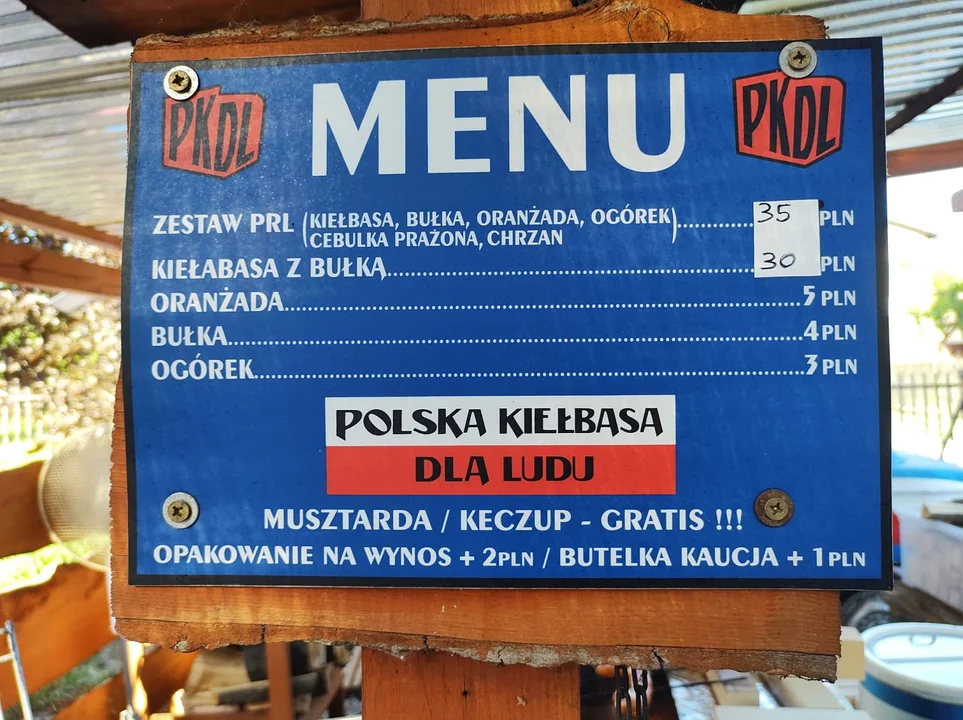 PKDL MENU PKDL
ZESTAW PRL (KIEŁBASA, BUŁKA, ORANŻADA, OGÓREK)........35 PLN
CEBULKA PRAŻONA, CHRZAN
KIEŁABASA Z BUŁKĄ........30 PLN
ORANŻADA........5 PLN
BUŁKA........4 PLN
OGÓREK........3 PLN
POLSKA KIEŁBASA
DLA LUDU
MUSZTARDA / KECZUP - GRATIS !!!
OPAKOWANIE NA WYNOS + 2PLN / BUTELKA KAUCJA + 1PLN